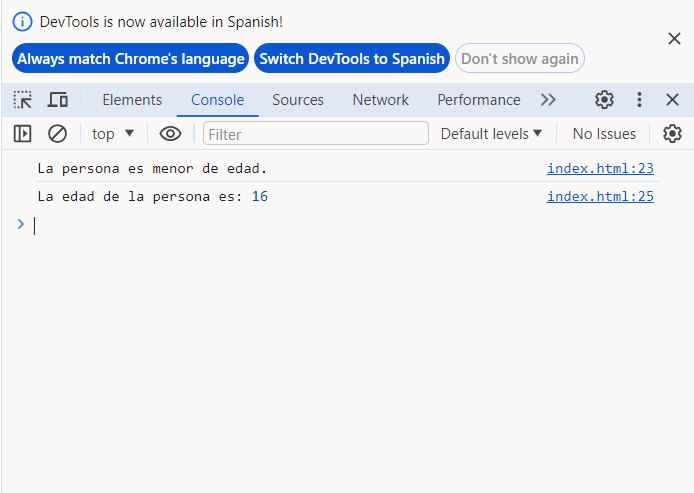 DevTools is now available in Spanish!
Always match Chrome's language Switch DevTools to Spanish Don't show again
Elements Console Sources Network Performance
top Filter Default levels No Issues
La persona es menor de edad. index.html:23
La edad de la persona es: 16 index.html:25